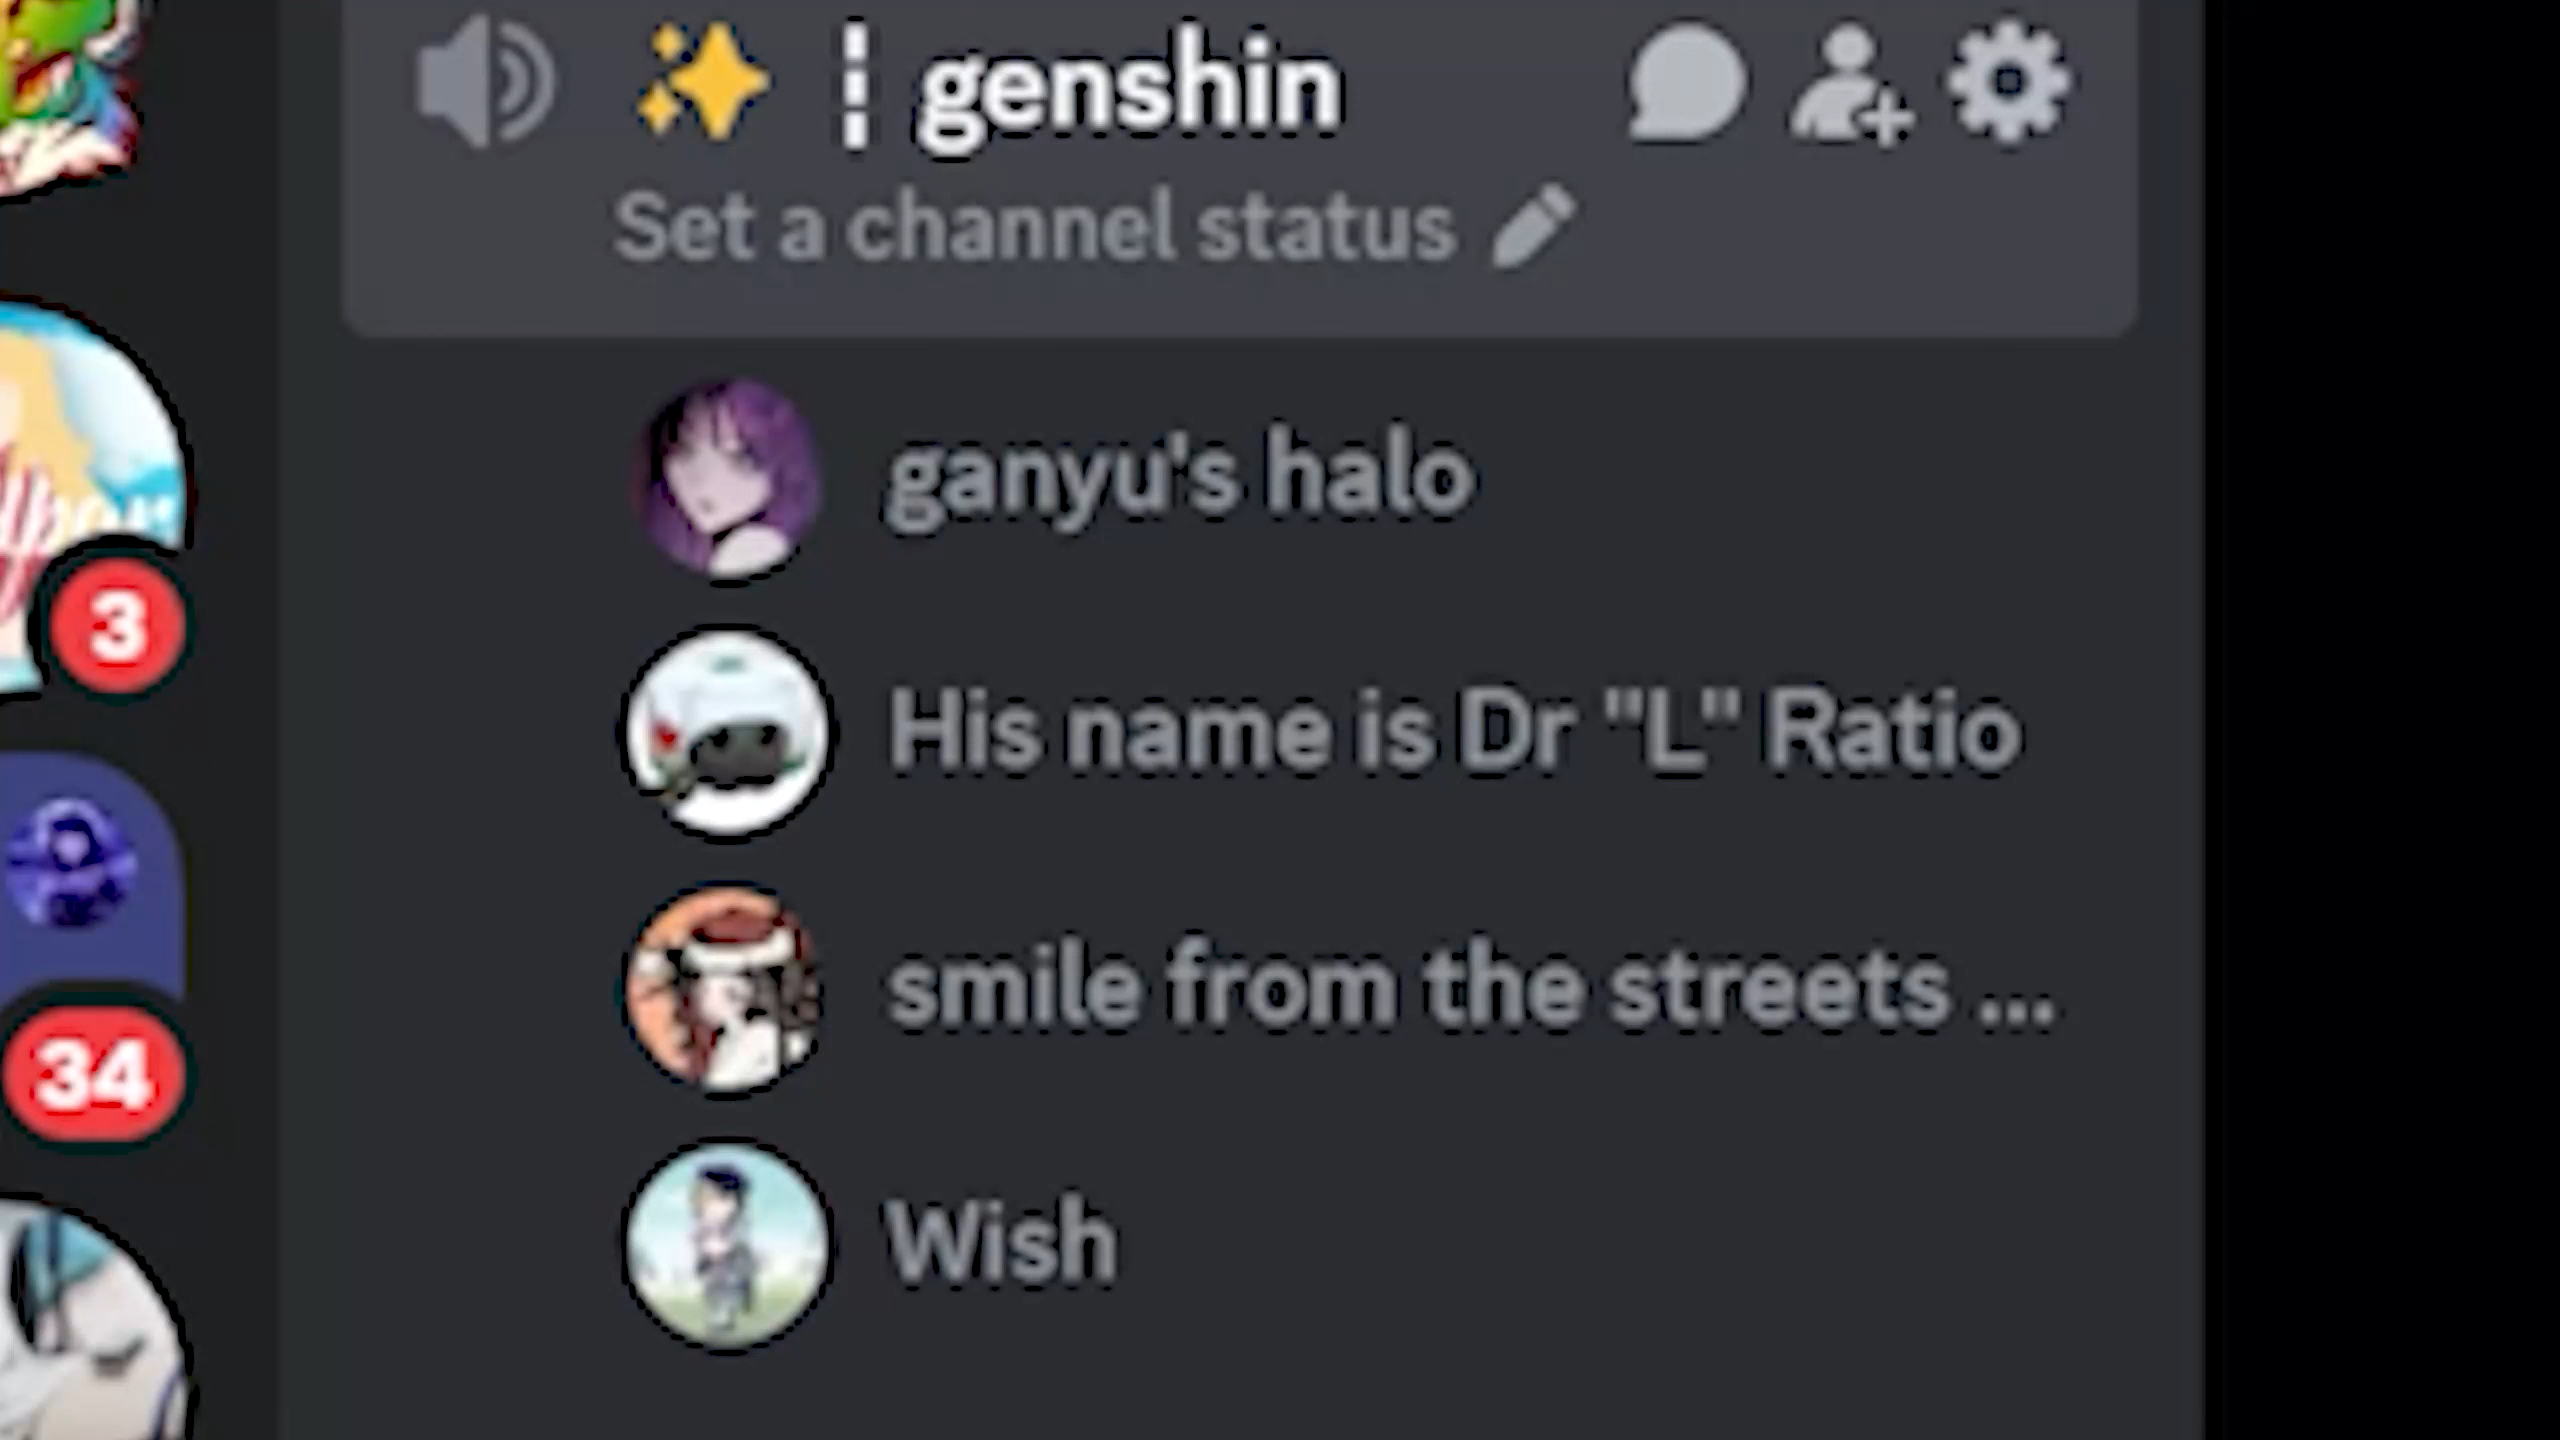 ✨ ┇ genshin
Set a channel status
ganyu's halo
3
His name is Dr "L" Ratio
smile from the streets ...
34
Wish